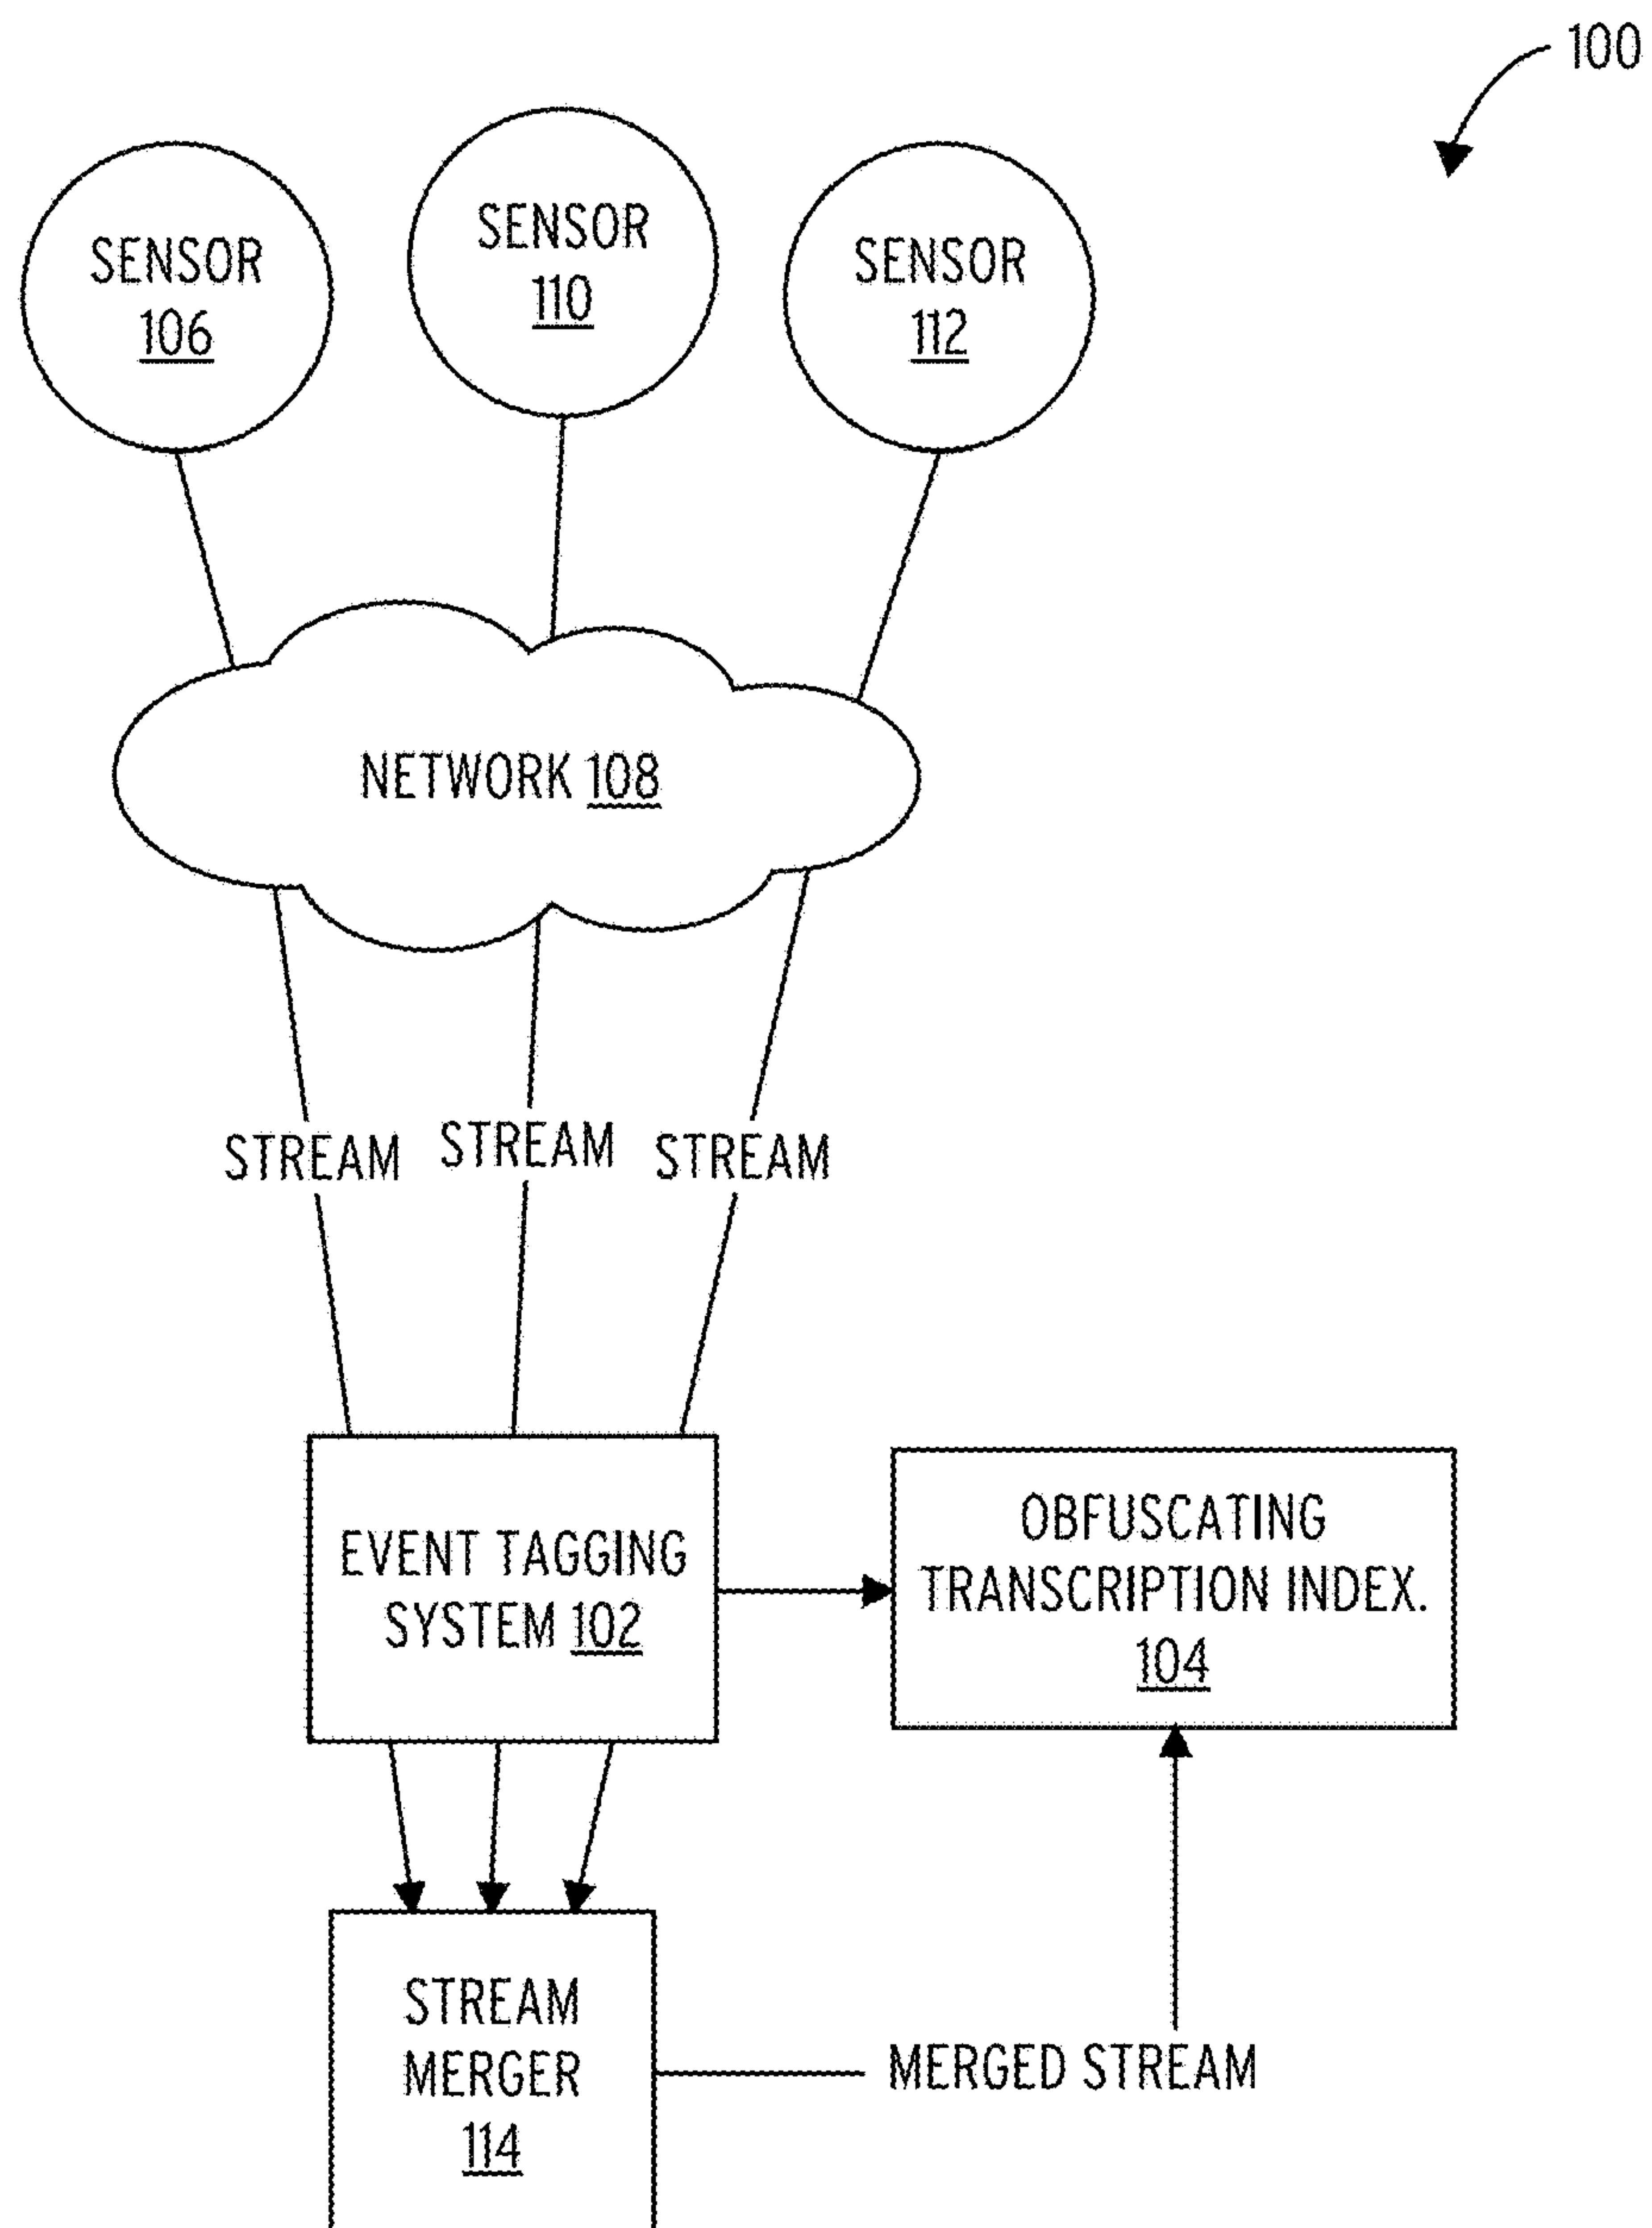 100
SENSOR
106
SENSOR
110
SENSOR
112
NETWORK 108
STREAM
STREAM
STREAM
EVENT TAGGING
SYSTEM 102
OBFUSCATING
TRANSCRIPTION INDEX.
104
STREAM
MERGER
114
MERGED STREAM